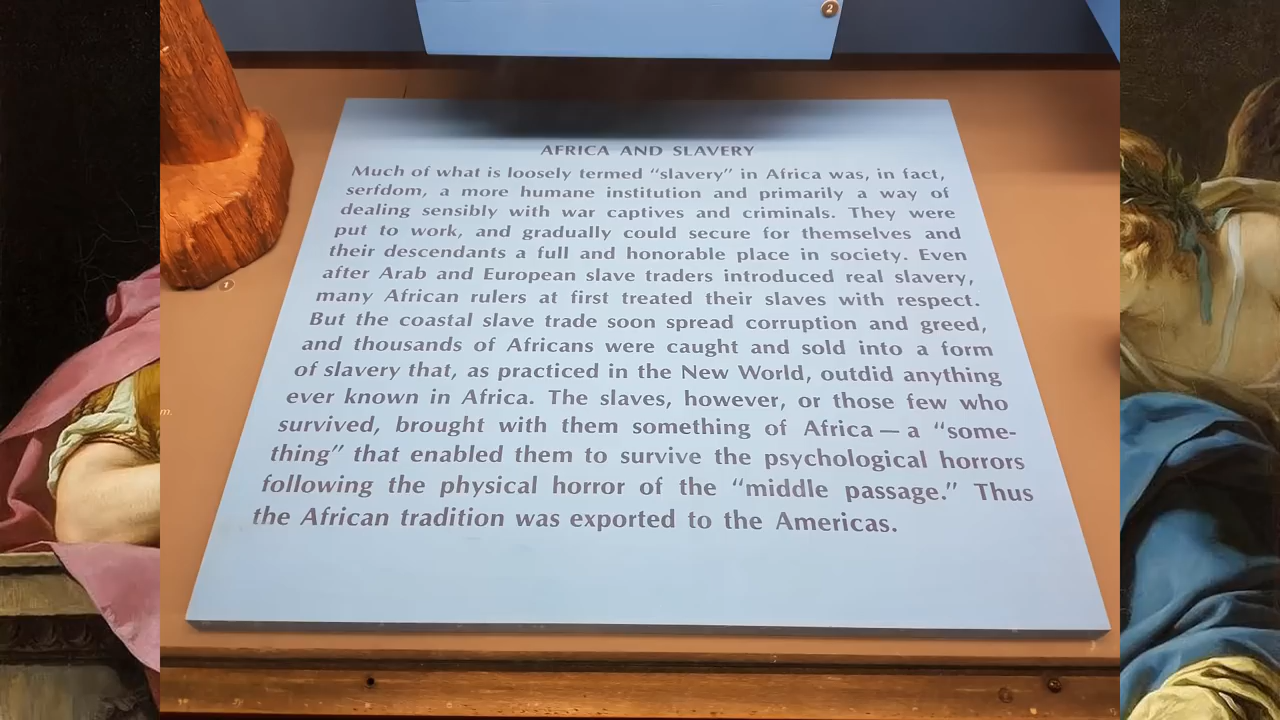 2
AFRICA AND SLAVERY
Much of what is loosely termed “slavery” in Africa was, in fact,
serfdom, a more humane institution and primarily a way of
dealing sensibly with war captives and criminals. They were
put to work, and gradually could secure for themselves and
their descendants a full and honorable place in society. Even
after Arab and European slave traders introduced real slavery,
many African rulers at first treated their slaves with respect.
But the coastal slave trade soon spread corruption and greed,
and thousands of Africans were caught and sold into a form
of slavery that, as practiced in the New World, outdid anything
ever known in Africa. The slaves, however, or those few who
survived, brought with them something of Africa — a “some-
thing” that enabled them to survive the psychological horrors
following the physical horror of the “middle passage.” Thus
the African tradition was exported to the Americas.
1
m.